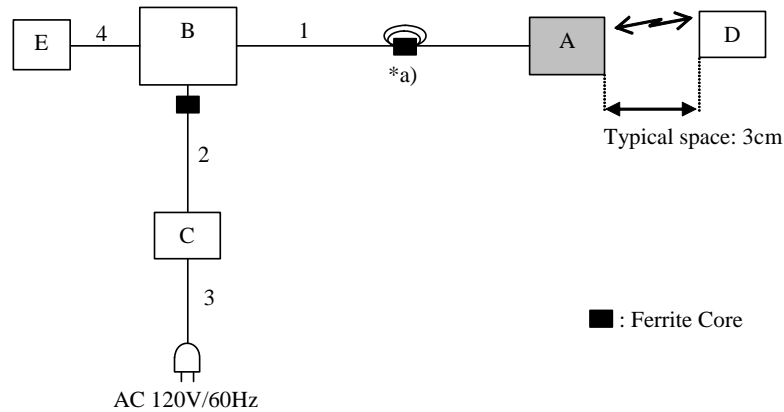 E
4
B
1
*a)
A
D
Typical space: 3cm
2
C
3
: Ferrite Core
AC 120V/60Hz